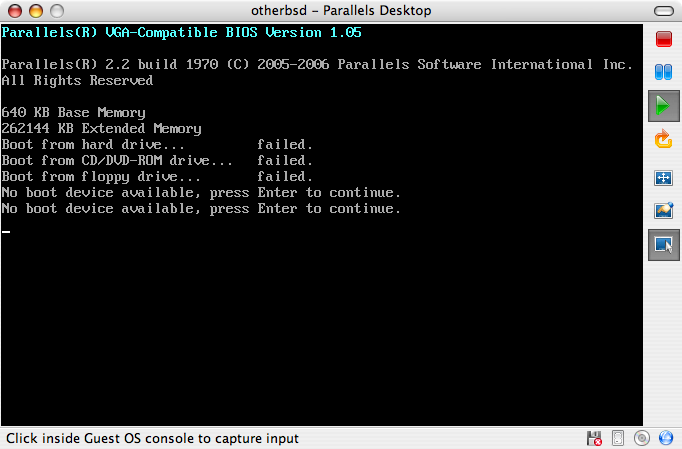 otherbsd - Parallels Desktop
Parallels(R) VGA-Compatible BIOS Version 1.05
Parallels(R) 2.2 build 1970 (C) 2005-2006 Parallels Software International Inc.
All Rights Reserved
640 KB Base Memory
262144 KB Extended Memory
Boot from hard drive... failed.
Boot from CD/DVD-ROM drive... failed.
Boot from floppy drive... failed.
No boot device available, press Enter to continue.
No boot device available, press Enter to continue.
Click inside Guest OS console to capture input